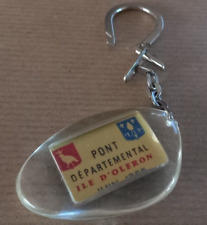 PONT
DÉPARTEMENTAL
ILE D'OLERON